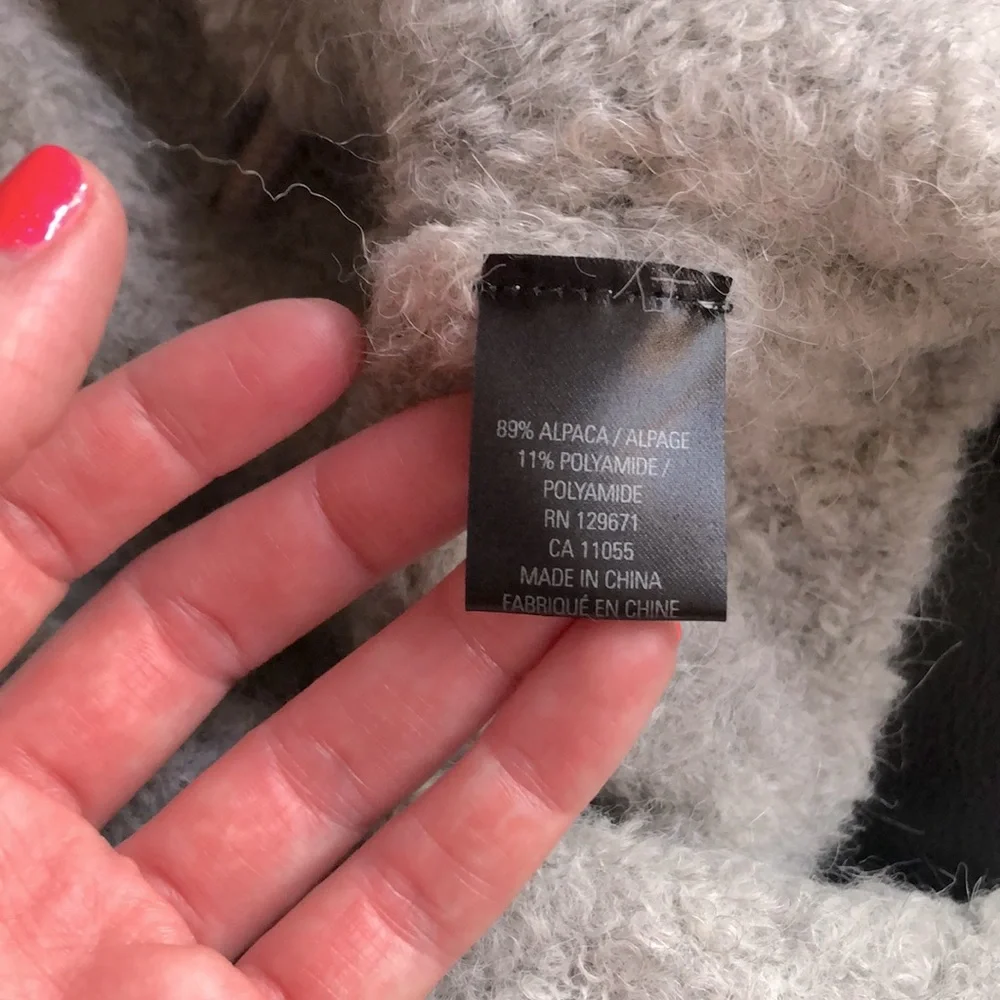 89% ALPACA / ALPAGE
11% POLYAMIDE /
POLYAMIDE
RN 129671
CA 11055
MADE IN CHINA
FABRIQUÉ EN CHINE